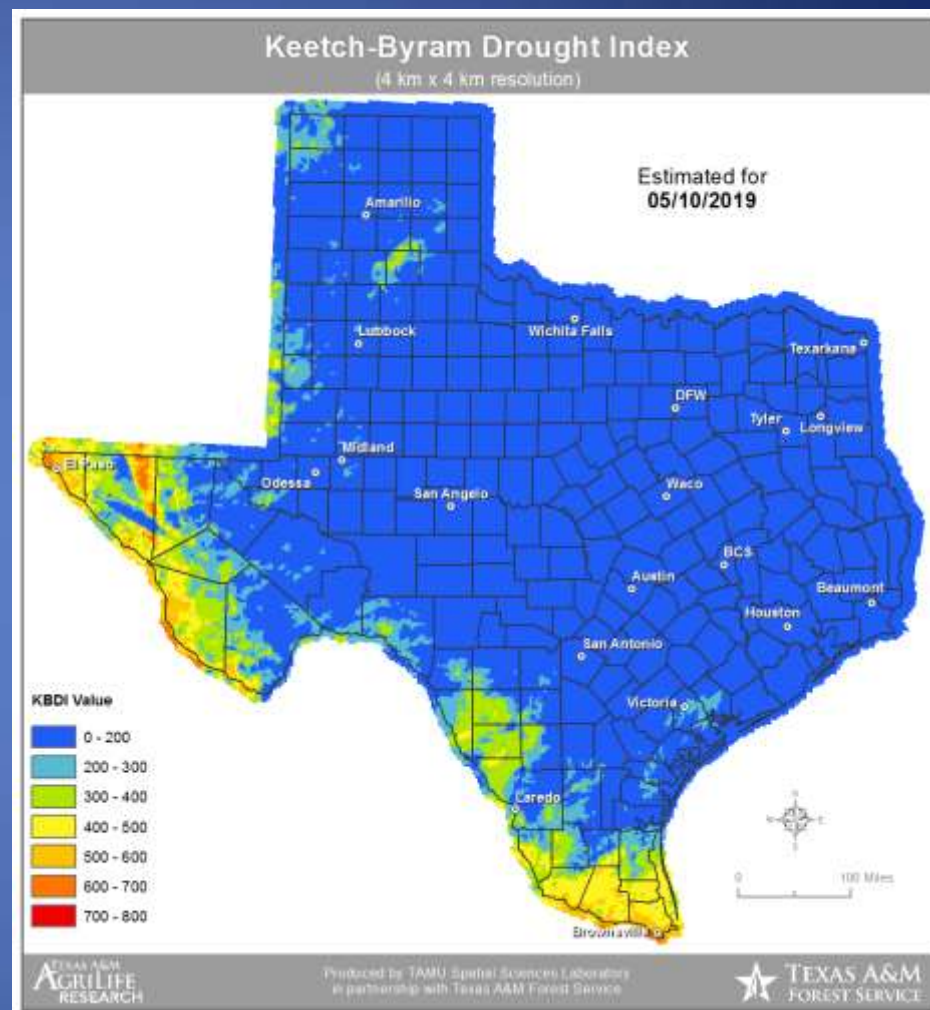 Keetch-Byram Drought Index
(4 km x 4 km resolution)
Estimated for
05/10/2019
Amarillo
Lubbock
Wichita Falls
Texarkana
DFW
Tyler
Longview
El Paso
Midland
Odessa
San Angelo
Waco
BCS
Austin
Beaumont
Houston
San Antonio
Victoria
Laredo
Brownsville
KBDI Value
0 - 200
200 - 300
300 - 400
400 - 500
500 - 600
600 - 700
700 - 800
N
W E
S
0 100 Miles
TEXAS A&M
AGRILIFE
RESEARCH
Produced by TAMU Spatial Sciences Laboratory
in partnership with Texas A&M Forest Service
TEXAS A&M
FOREST SERVICE